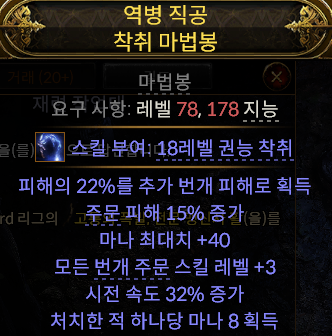 역병 직공
착취 마법봉
거래 (20+)
마법봉
요구 사항: 레벨 78, 178 지능
스킬 부여: 18레벨 권능 착취
피해의 22%를 추가 번개 피해로 획득
주문 피해 15% 증가
마나 최대치 +40
모든 번개 주문 스킬 레벨 +3
시전 속도 32% 증가
처치한 적 하나당 마나 8 획득